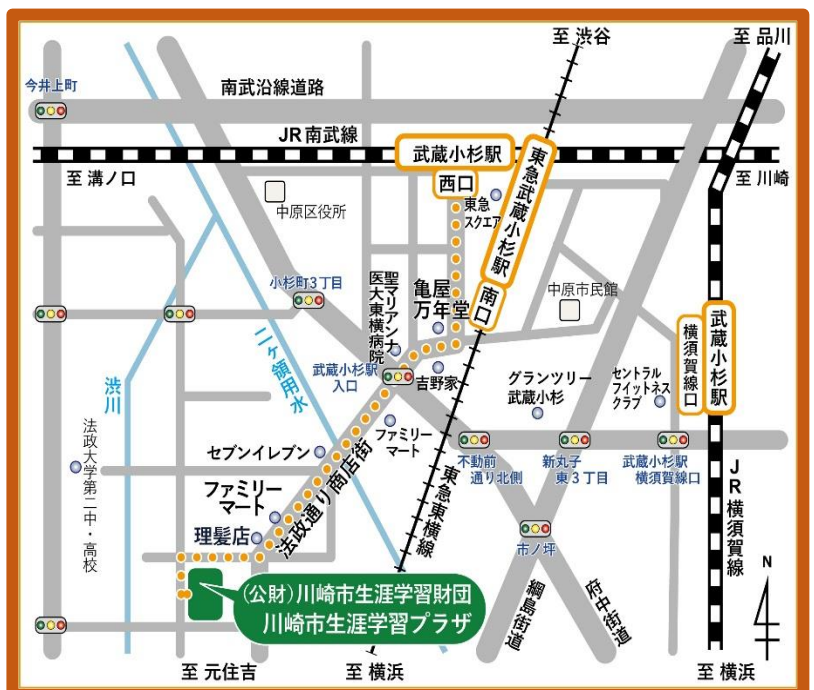 至 渋谷
至 品川
今井上町
南武沿線道路
JR南武線
武蔵小杉駅
西口
東急武蔵小杉駅
南口
至 溝ノ口
至 川崎
中原区役所
東急
スクエア
小杉町3丁目
聖マリアンナ
医大東横病院
亀屋
万年堂
中原市民館
二ヶ領用水
渋川
武蔵小杉駅
入口
吉野家
グランツリー
武蔵小杉
セントラル
フィットネス
クラブ
横須賀線口
武蔵小杉駅
法政大学第二中・高校
セブンイレブン
ファミリー
マート
法政通り商店街
ファミリー
マート
理髪店
東急東横線
不動前
通り北側
新丸子
東3丁目
武蔵小杉駅
横須賀線口
JR横須賀線
市ノ坪
N
綱島街道
府中街道
(公財)川崎市生涯学習財団
川崎市生涯学習プラザ
至 元住吉
至 横浜
至 横浜